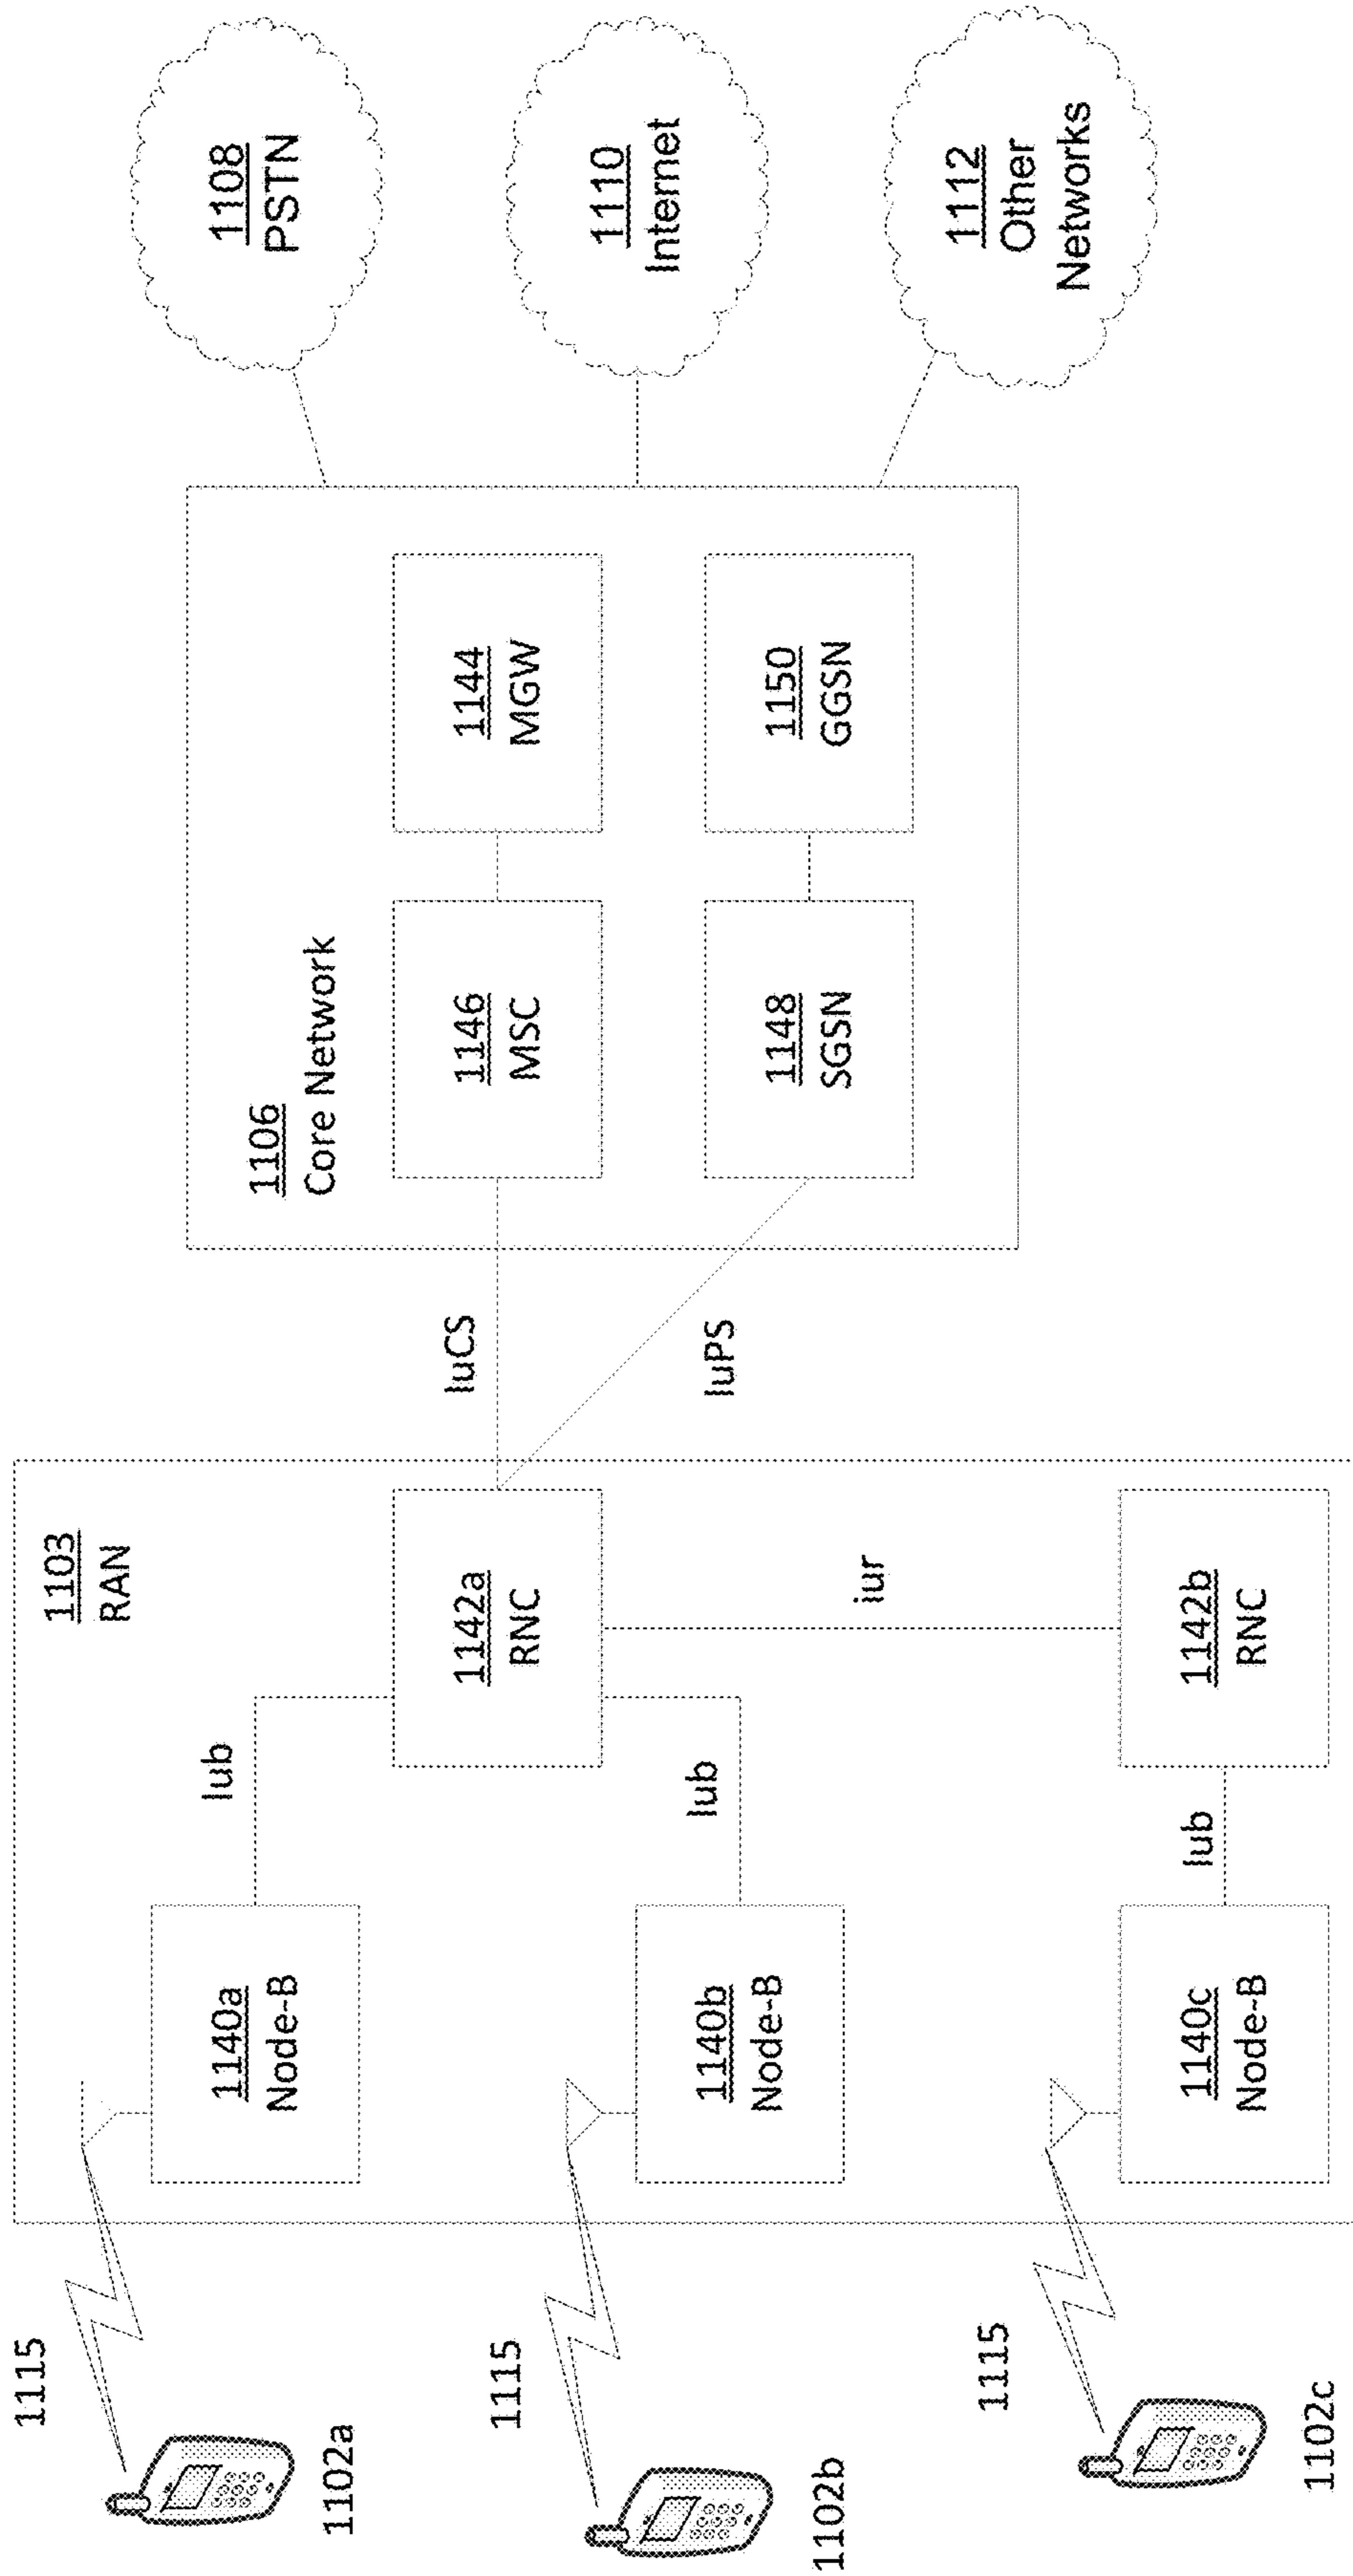 1115
1102a
1115
1102b
1115
1102c
1103
RAN
1140a
Node-B
1140b
Node-B
1140c
Node-B
Iub
Iub
Iub
1142a
RNC
iur
1142b
RNC
IuCS
IuPS
1106
Core Network
1146
MSC
1144
MGW
1148
SGSN
1150
GGSN
1108
PSTN
1110
Internet
1112
Other
Networks